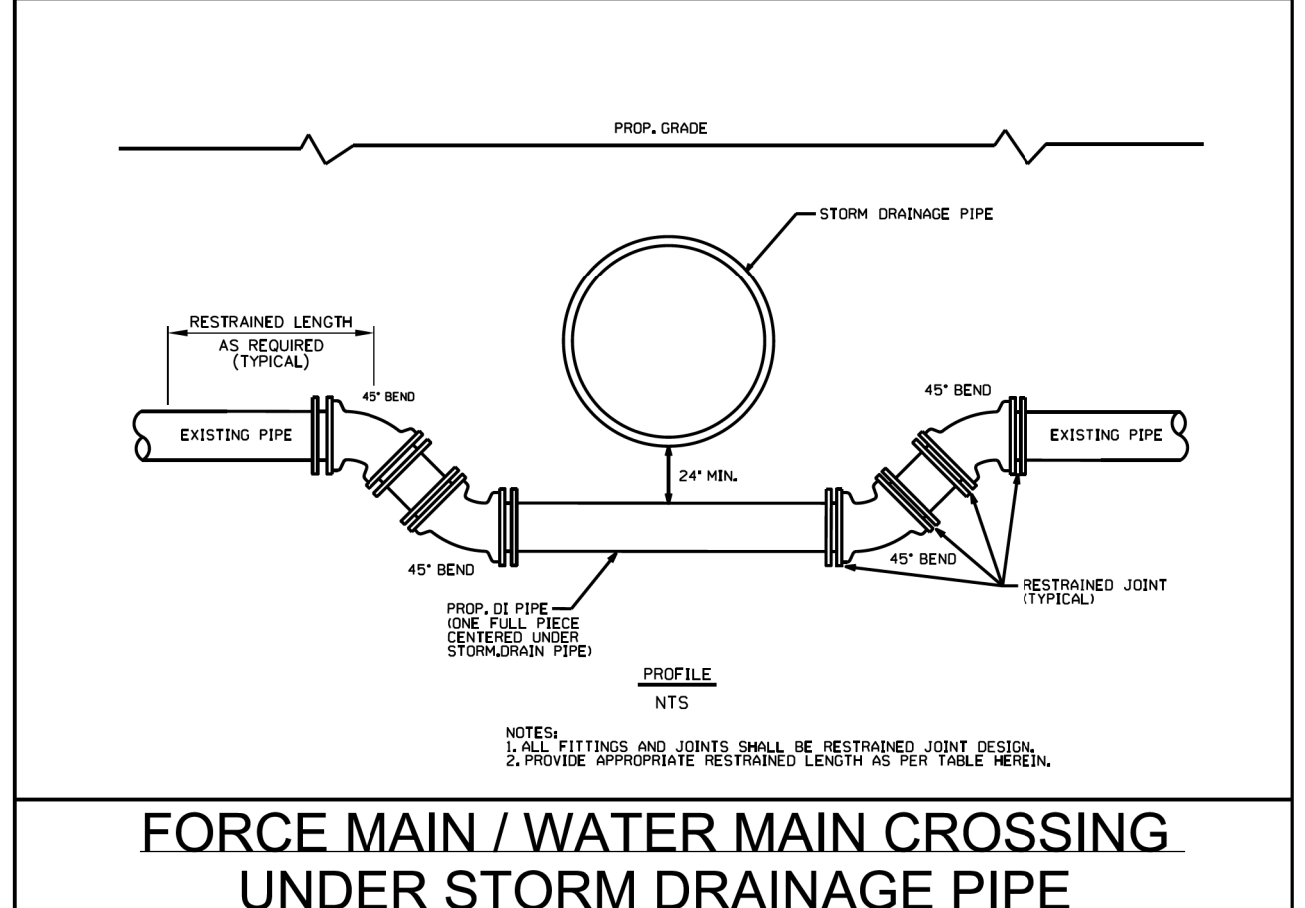 PROP. GRADE
STORM DRAINAGE PIPE
RESTRAINED LENGTH
AS REQUIRED
(TYPICAL)
45° BEND
45° BEND
EXISTING PIPE
EXISTING PIPE
24" MIN.
45° BEND
45° BEND
RESTRAINED JOINT
(TYPICAL)
PROP. DI PIPE
(ONE FULL PIECE
CENTERED UNDER
STORM.DRAIN PIPE)
PROFILE
NTS
NOTES:
1. ALL FITTINGS AND JOINTS SHALL BE RESTRAINED JOINT DESIGN.
2. PROVIDE APPROPRIATE RESTRAINED LENGTH AS PER TABLE HEREIN.
FORCE MAIN / WATER MAIN CROSSING
UNDER STORM DRAINAGE PIPE